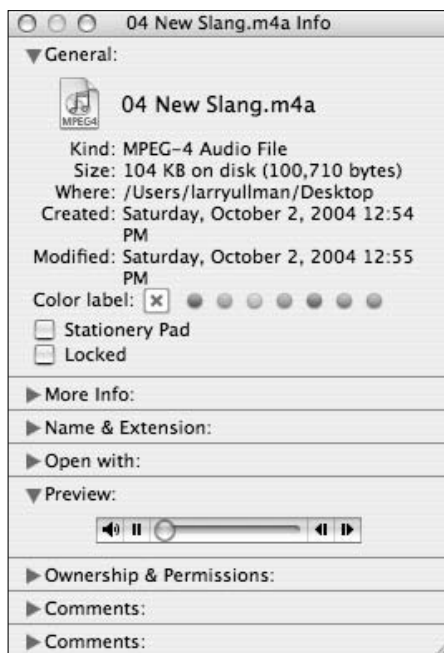 04 New Slang.m4a Info
General:
MPEG4
04 New Slang.m4a
Kind: MPEG-4 Audio File
Size: 104 KB on disk (100,710 bytes)
Where: /Users/larryullman/Desktop
Created: Saturday, October 2, 2004 12:54
PM
Modified: Saturday, October 2, 2004 12:55
PM
Color label:
Stationery Pad
Locked
More Info:
Name & Extension:
Open with:
Preview:
Ownership & Permissions:
Comments:
Comments: